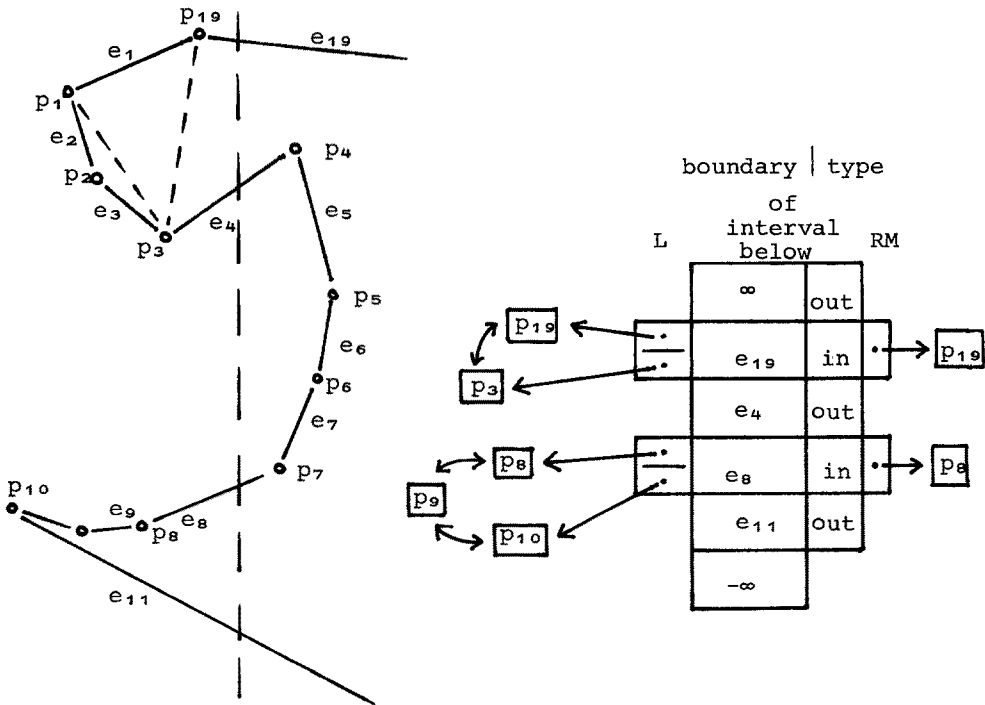 p₁₉
e₁₉
e₁
p₁
e₂
p₂
e₃
p₃
e₄
p₄
e₅
p₅
e₆
p₆
e₇
p₇
p₁₀
e₉
p₈
e₈
e₁₁
boundary | type
of
interval
below
L
RM
∞ out
p₁₉
e₁₉ in
p₁₉
p₃
e₄ out
p₈
e₈ in
p₈
p₉
p₁₀
e₁₁ out
-∞